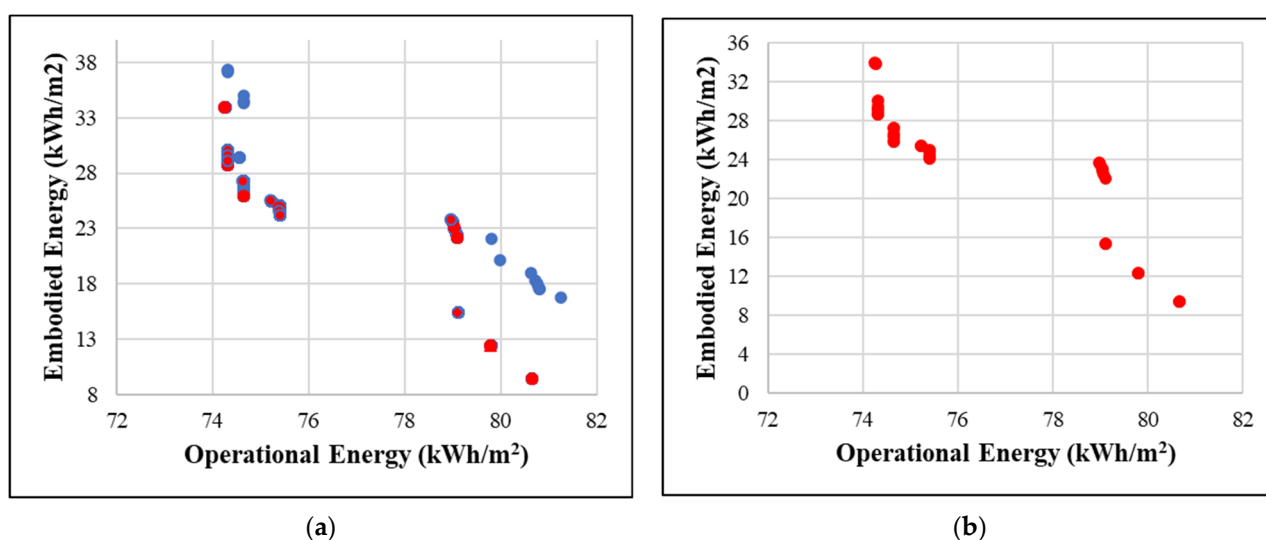 38
33
28
23
18
13
8
Embodied Energy (kWh/m2)
72 74 76 78 80 82
Operational Energy (kWh/m²)
(a)
36
32
28
24
20
16
12
8
4
0
Embodied Energy (kWh/m2)
72 74 76 78 80 82
Operational Energy (kWh/m²)
(b)